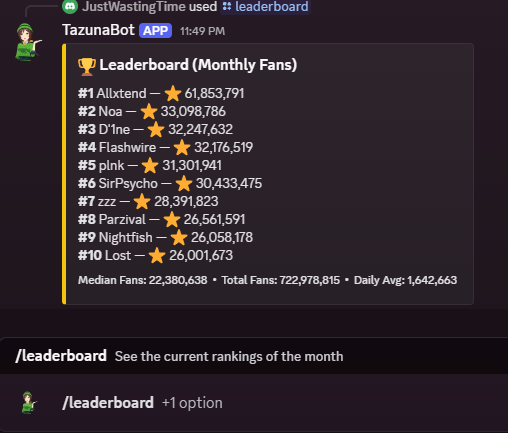 JustWastingTime used leaderboard
TazunaBot APP 11:49 PM
Leaderboard (Monthly Fans)
#1 Allxtend — 61,853,791
#2 Noa — 33,098,786
#3 D'1ne — 32,247,632
#4 Flashwire — 32,176,519
#5 plnk — 31,301,941
#6 SirPsycho — 30,433,475
#7 zzz — 28,391,823
#8 Parzival — 26,561,591
#9 Nightfish — 26,058,178
#10 Lost — 26,001,673
Median Fans: 22,380,638 • Total Fans: 722,978,815 • Daily Avg: 1,642,663
/leaderboard See the current rankings of the month
/leaderboard +1 option